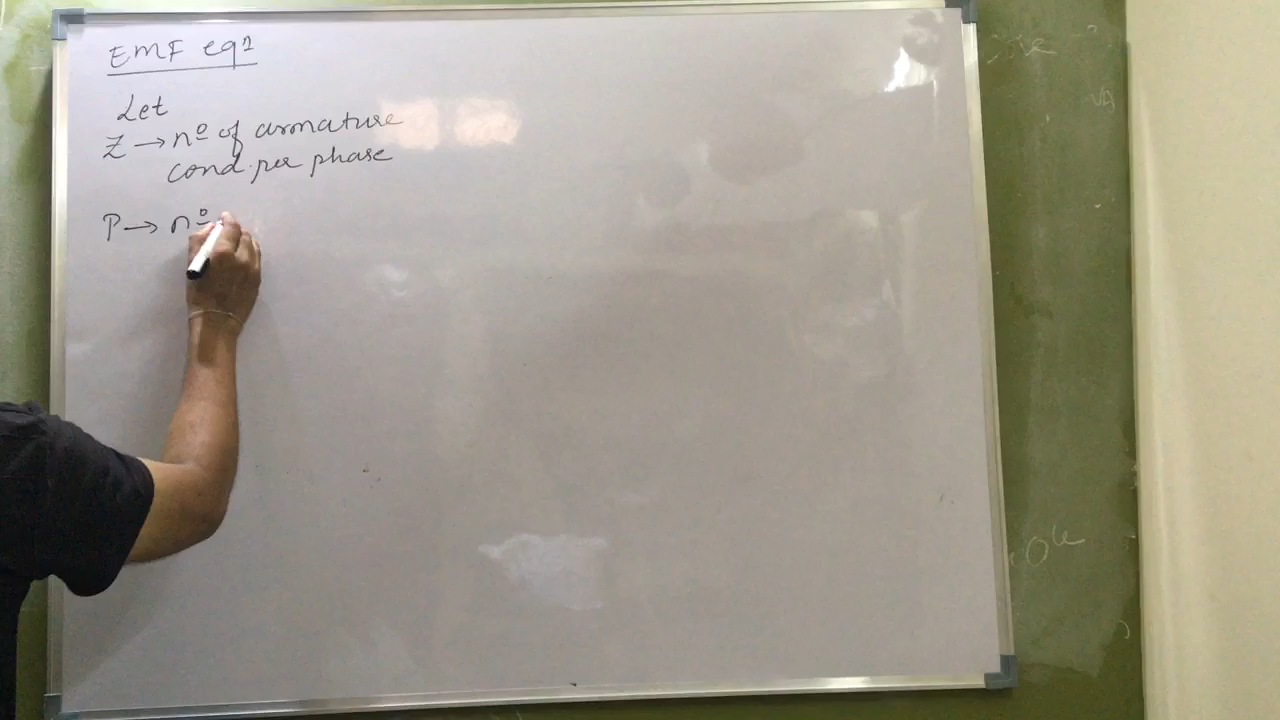 EMF eqn
Let
Z → nº of armature
cond. per phase
P → nº